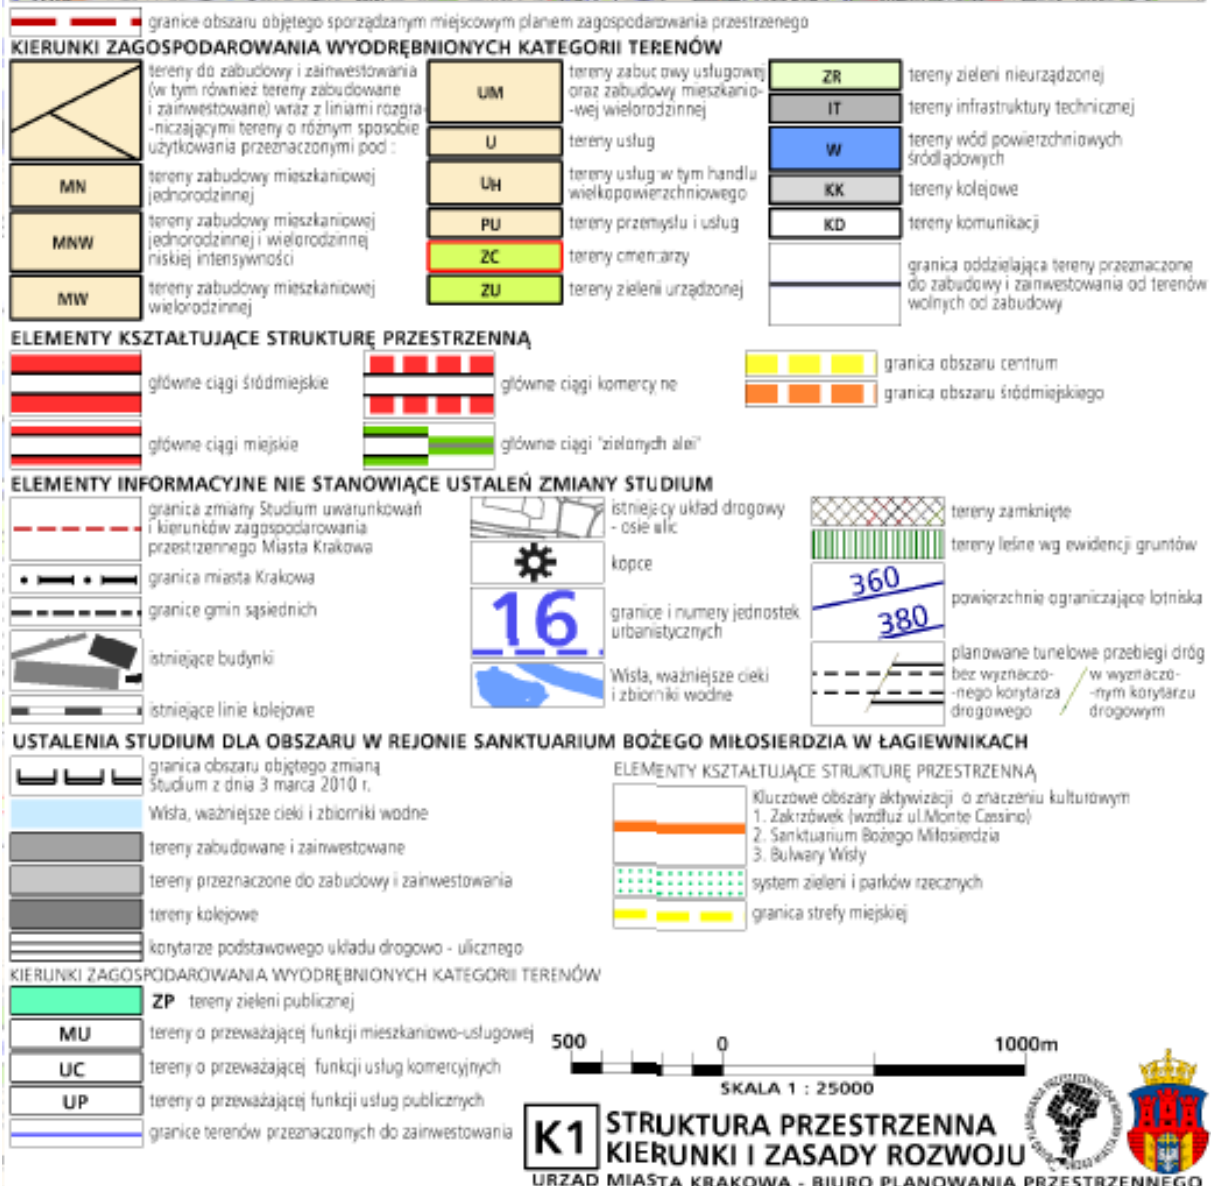 granice obszaru objętego sporządzanym miejscowym planem zagospodarowania przestrzenego
KIERUNKI ZAGOSPODAROWANIA WYODRĘBNIONYCH KATEGORII TERENÓW
tereny do zabudowy i zainwestowania
(w tym również tereny zabudowane
i zainwestowane) wraz z liniami rozgra-
-niczającymi tereny o różnym sposobie
użytkowania przeznaczonymi pod :
MN
tereny zabudowy mieszkaniowej
jednorodzinnej
MNW
tereny zabudowy mieszkaniowej
jednorodzinnej i wielorodzinnej
niskiej intensywności
MW
tereny zabudowy mieszkaniowej
wielorodzinnej
UM
tereny zabudowy usługowej
oraz zabudowy mieszkanio-
-wej wielorodzinnej
U
tereny usług
UH
tereny usług w tym handlu
wielkopowierzchniowego
PU
tereny przemysłu i usług
ZC
tereny cmentarzy
ZU
tereny zieleni urządzonej
ZR
tereny zieleni nieurządzonej
IT
tereny infrastruktury technicznej
W
tereny wód powierzchniowych
śródlądowych
KK
tereny kolejowe
KD
tereny komunikacji
granica oddzielająca tereny przeznaczone
do zabudowy i zainwestowania od terenów
wolnych od zabudowy
ELEMENTY KSZTAŁTUJĄCE STRUKTURĘ PRZESTRZENNĄ
główne ciągi śródmiejskie
główne ciągi miejskie
główne ciągi komercyjne
główne ciągi "zielonych alei"
granica obszaru centrum
granica obszaru śródmiejskiego
ELEMENTY INFORMACYJNE NIE STANOWIĄCE USTALEŃ ZMIANY STUDIUM
granica zmiany Studium uwarunkowań
i kierunków zagospodarowania
przestrzennego Miasta Krakowa
granica miasta Krakowa
granice gmin sąsiednich
istniejące budynki
istniejące linie kolejowe
istniejący układ drogowy
- osie ulic
kopce
16
granice i numery jednostek
urbanistycznych
Wisła, ważniejsze cieki
i zbiorniki wodne
tereny zamknięte
tereny leśne wg ewidencji gruntów
360
380
powierzchnie ograniczające lotniska
planowane tunelowe przebiegi dróg
bez wyznaczo-
-nego korytarza
drogowego
w wyznaczo-
-nym korytarzu
drogowym
USTALENIA STUDIUM DLA OBSZARU W REJONIE SANKTUARIUM BOŻEGO MIŁOSIERDZIA W ŁAGIEWNIKACH
granica obszaru objętego zmianą
Studium z dnia 3 marca 2010 r.
Wisła, ważniejsze cieki i zbiorniki wodne
tereny zabudowane i zainwestowane
tereny przeznaczone do zabudowy i zainwestowania
tereny kolejowe
korytarze podstawowego układu drogowo - ulicznego
ELEMENTY KSZTAŁTUJĄCE STRUKTURĘ PRZESTRZENNĄ
Kluczowe obszary aktywizacji o znaczeniu kulturowym
1. Zakrzówek (wzdłuż ul.Monte Cassino)
2. Sanktuarium Bożego Miłosierdzia
3. Bulwary Wisły
system zieleni i parków rzecznych
granica strefy miejskiej
KIERUNKI ZAGOSPODAROWANIA WYODRĘBNIONYCH KATEGORII TERENÓW
ZP tereny zieleni publicznej
MU
tereny o przeważającej funkcji mieszkaniowo-usługowej
UC
tereny o przeważającej funkcji usług komercyjnych
UP
tereny o przeważającej funkcji usług publicznych
granice terenów przeznaczonych do zainwestowania
500 0 1000m
SKALA 1 : 25000
K1
STRUKTURA PRZESTRZENNA
KIERUNKI I ZASADY ROZWOJU
URZĄD MIASTA KRAKOWA - BIURO PLANOWANIA PRZESTRZENNEGO